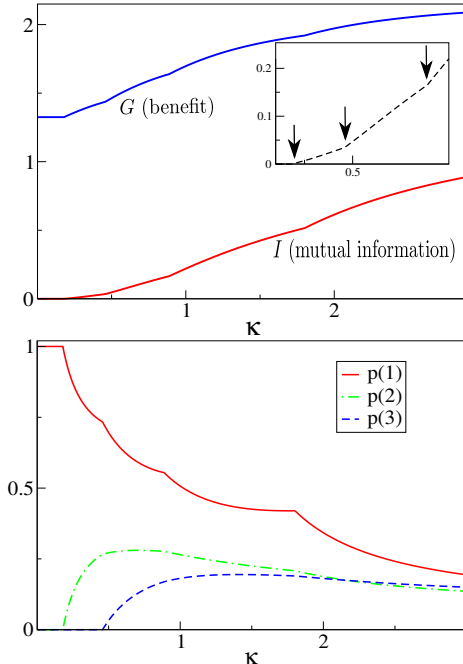 2
G (benefit)
0.2
0.1
0
0.5
1
I (mutual information)
0
1
2
κ
1
p(1)
p(2)
p(3)
0.5
0
1
2
κ